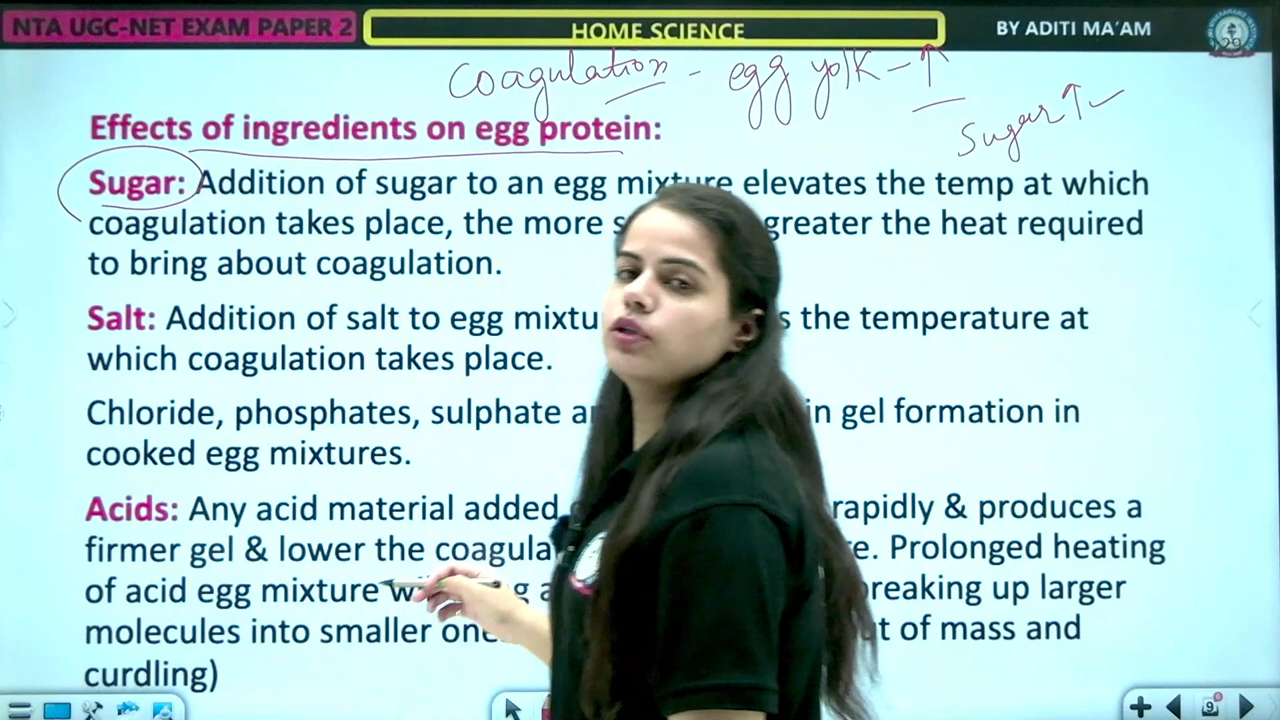 NTA UGC-NET EXAM PAPER 2
HOME SCIENCE
BY ADITI MA'AM
29
Coagulation - egg yolk - ↑
Sugar ↑
Effects of ingredients on egg protein:
Sugar: Addition of sugar to an egg mixture elevates the temp at which
coagulation takes place, the more greater the heat required
to bring about coagulation.
Salt: Addition of salt to egg the temperature at
which coagulation takes place.
Chloride, phosphates, sulphate in gel formation in
cooked egg mixtures.
Acids: Any acid material added rapidly & produces a
firmer gel & lower the Prolonged heating
of acid egg mixture breaking up larger
molecules into smaller of mass and
curdling)
9